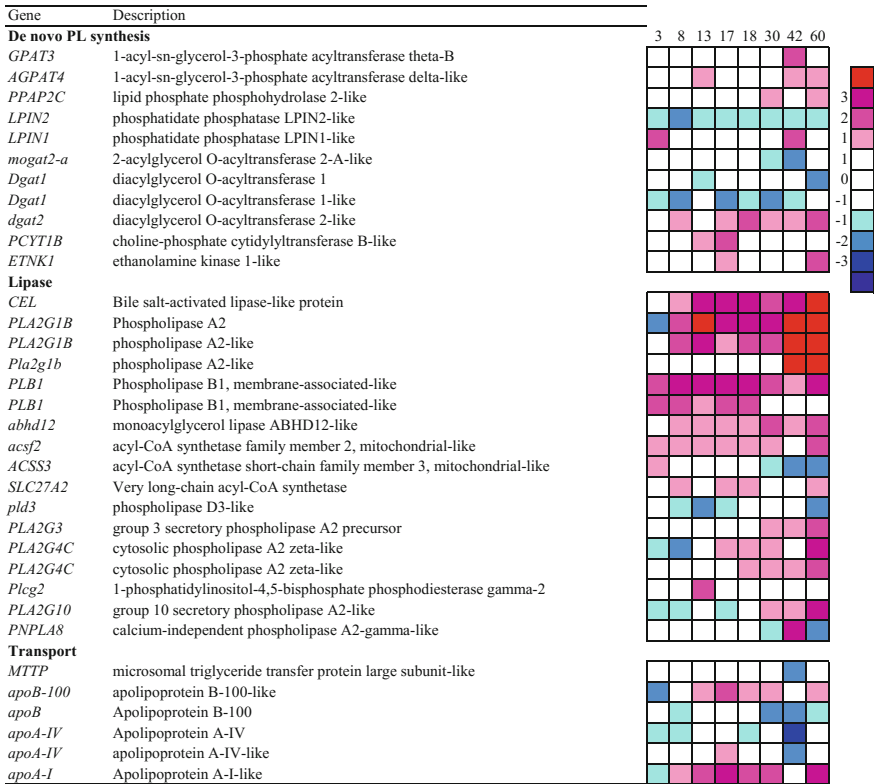 Gene Description
De novo PL synthesis 3 8 13 17 18 30 42 60
GPAT3 1-acyl-sn-glycerol-3-phosphate acyltransferase theta-B
AGPAT4 1-acyl-sn-glycerol-3-phosphate acyltransferase delta-like
PPAP2C lipid phosphate phosphohydrolase 2-like 3
LPIN2 phosphatidate phosphatase LPIN2-like 2
LPIN1 phosphatidate phosphatase LPIN1-like 1
mogat2-a 2-acylglycerol O-acyltransferase 2-A-like 1
Dgat1 diacylglycerol O-acyltransferase 1 0
Dgat1 diacylglycerol O-acyltransferase 1-like -1
dgat2 diacylglycerol O-acyltransferase 2-like -1
PCYT1B choline-phosphate cytidylyltransferase B-like -2
ETNK1 ethanolamine kinase 1-like -3
Lipase
CEL Bile salt-activated lipase-like protein
PLA2G1B Phospholipase A2
PLA2G1B phospholipase A2-like
Pla2g1b phospholipase A2-like
PLB1 Phospholipase B1, membrane-associated-like
PLB1 Phospholipase B1, membrane-associated-like
abhd12 monoacylglycerol lipase ABHD12-like
acsf2 acyl-CoA synthetase family member 2, mitochondrial-like
ACSS3 acyl-CoA synthetase short-chain family member 3, mitochondrial-like
SLC27A2 Very long-chain acyl-CoA synthetase
pld3 phospholipase D3-like
PLA2G3 group 3 secretory phospholipase A2 precursor
PLA2G4C cytosolic phospholipase A2 zeta-like
PLA2G4C cytosolic phospholipase A2 zeta-like
Plcg2 1-phosphatidylinositol-4,5-bisphosphate phosphodiesterase gamma-2
PLA2G10 group 10 secretory phospholipase A2-like
PNPLA8 calcium-independent phospholipase A2-gamma-like
Transport
MTTP microsomal triglyceride transfer protein large subunit-like
apoB-100 apolipoprotein B-100-like
apoB Apolipoprotein B-100
apoA-IV Apolipoprotein A-IV
apoA-IV apolipoprotein A-IV-like
apoA-I Apolipoprotein A-I-like